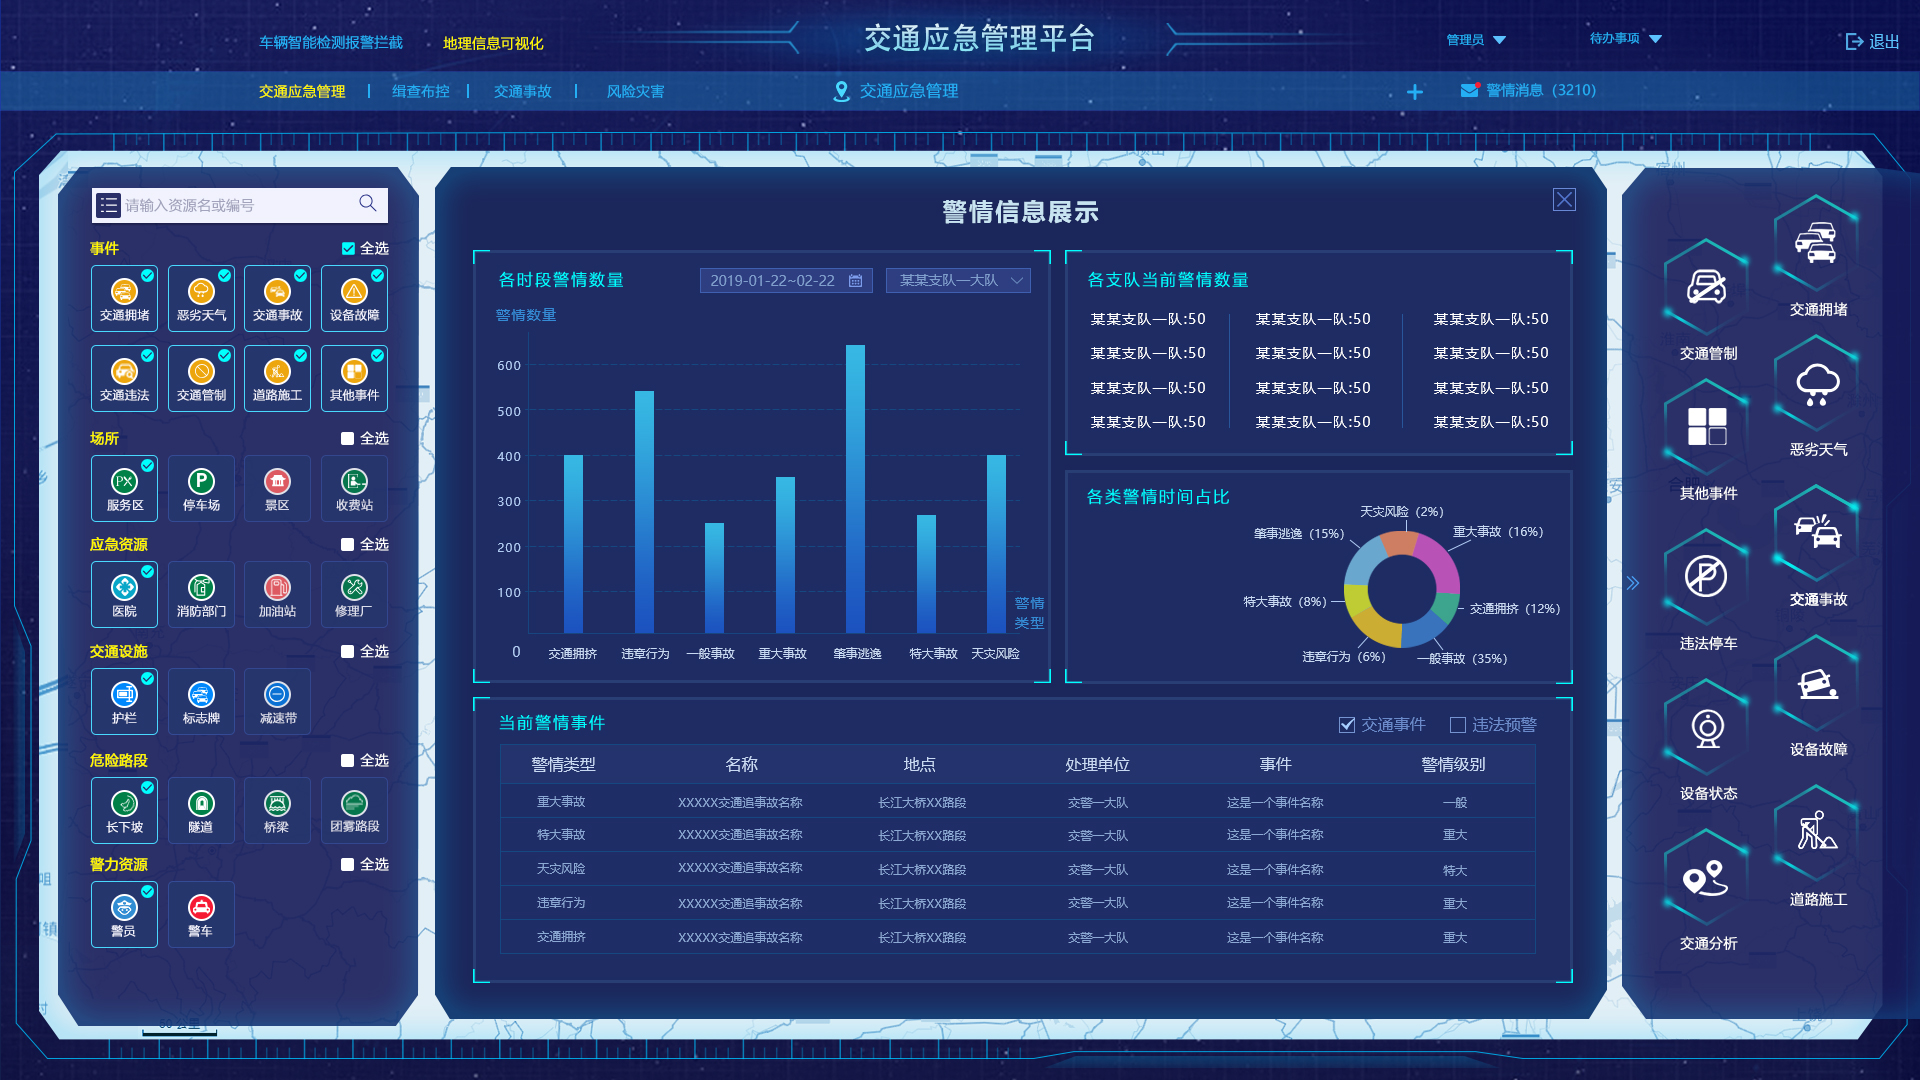 车辆智能检测报警拦截
地理信息可视化
交通应急管理平台
管理员
待办事项
退出
交通应急管理
缉查布控
交通事故
风险灾害
交通应急管理
警情消息（3210）
请输入资源名或编号
事件
全选
交通拥堵
恶劣天气
交通事故
设备故障
交通违法
交通管制
道路施工
其他事件
场所
全选
服务区
停车场
景区
收费站
应急资源
全选
医院
消防部门
加油站
修理厂
交通设施
全选
护栏
标志牌
减速带
危险路段
全选
长下坡
隧道
桥梁
团雾路段
警力资源
全选
警员
警车
警情信息展示
各时段警情数量
2019-01-22~02-22
某某支队一大队
警情数量
600
500
400
300
200
100
0
交通拥挤
违章行为
一般事故
重大事故
肇事逃逸
特大事故
天灾风险
警情
类型
各支队当前警情数量
某某支队一队:50
某某支队一队:50
某某支队一队:50
某某支队一队:50
某某支队一队:50
某某支队一队:50
某某支队一队:50
某某支队一队:50
某某支队一队:50
某某支队一队:50
某某支队一队:50
某某支队一队:50
各类警情时间占比
天灾风险（2%）
肇事逃逸（15%）
重大事故（16%）
特大事故（8%）
交通拥挤（12%）
违章行为（6%）
一般事故（35%）
当前警情事件
交通事件
违法预警
警情类型 名称 地点 处理单位 事件 警情级别
重大事故 XXXXX交通追事故名称 长江大桥XX路段 交警一大队 这是一个事件名称 一般
特大事故 XXXXX交通追事故名称 长江大桥XX路段 交警一大队 这是一个事件名称 重大
天灾风险 XXXXX交通追事故名称 长江大桥XX路段 交警一大队 这是一个事件名称 特大
违章行为 XXXXX交通追事故名称 长江大桥XX路段 交警一大队 这是一个事件名称 重大
交通拥挤 XXXXX交通追事故名称 长江大桥XX路段 交警一大队 这是一个事件名称 重大
交通拥堵
交通管制
恶劣天气
其他事件
交通事故
违法停车
设备故障
设备状态
道路施工
交通分析